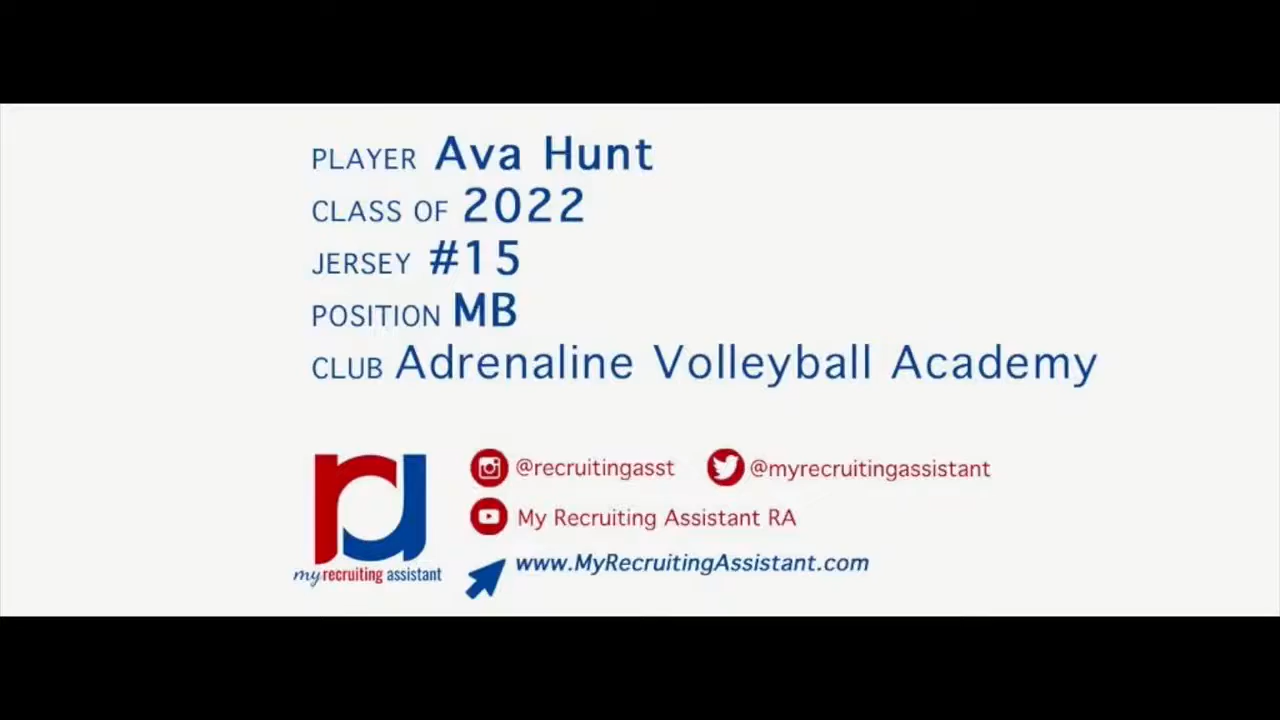 PLAYER Ava Hunt
CLASS OF 2022
JERSEY #15
POSITION MB
CLUB Adrenaline Volleyball Academy
@recruitingasst @myrecruitingassistant
My Recruiting Assistant RA
www.MyRecruitingAssistant.com
ra
my recruiting assistant